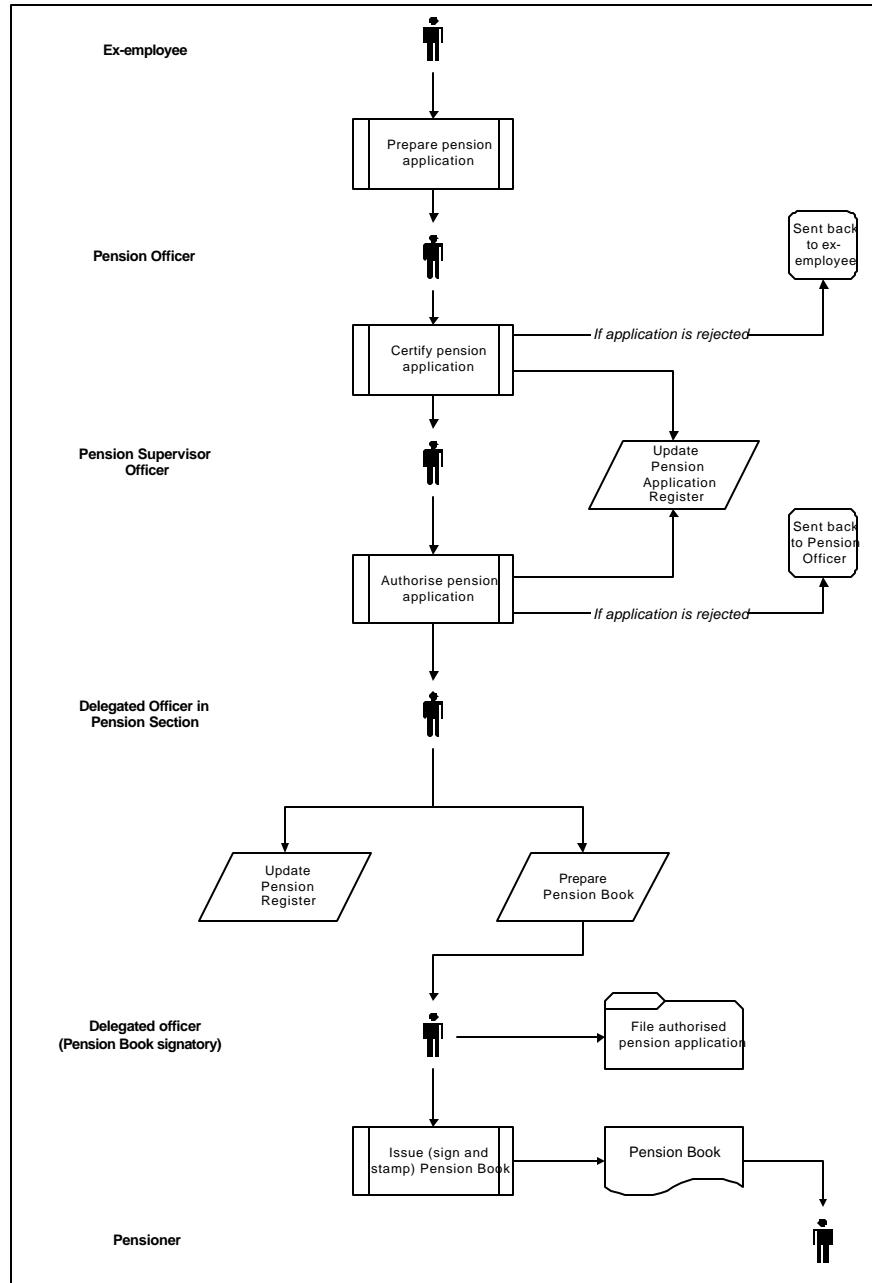 Ex-employee
Prepare pension
application
Pension Officer
Sent back
to ex-
employee
If application is rejected
Certify pension
application
Pension Supervisor
Officer
Update
Pension
Application
Register
Sent back
to Pension
Officer
Authorise pension
application
If application is rejected
Delegated Officer in
Pension Section
Update
Pension
Register
Prepare
Pension Book
Delegated officer
(Pension Book signatory)
File authorised
pension application
Issue (sign and
stamp) Pension Book
Pension Book
Pensioner